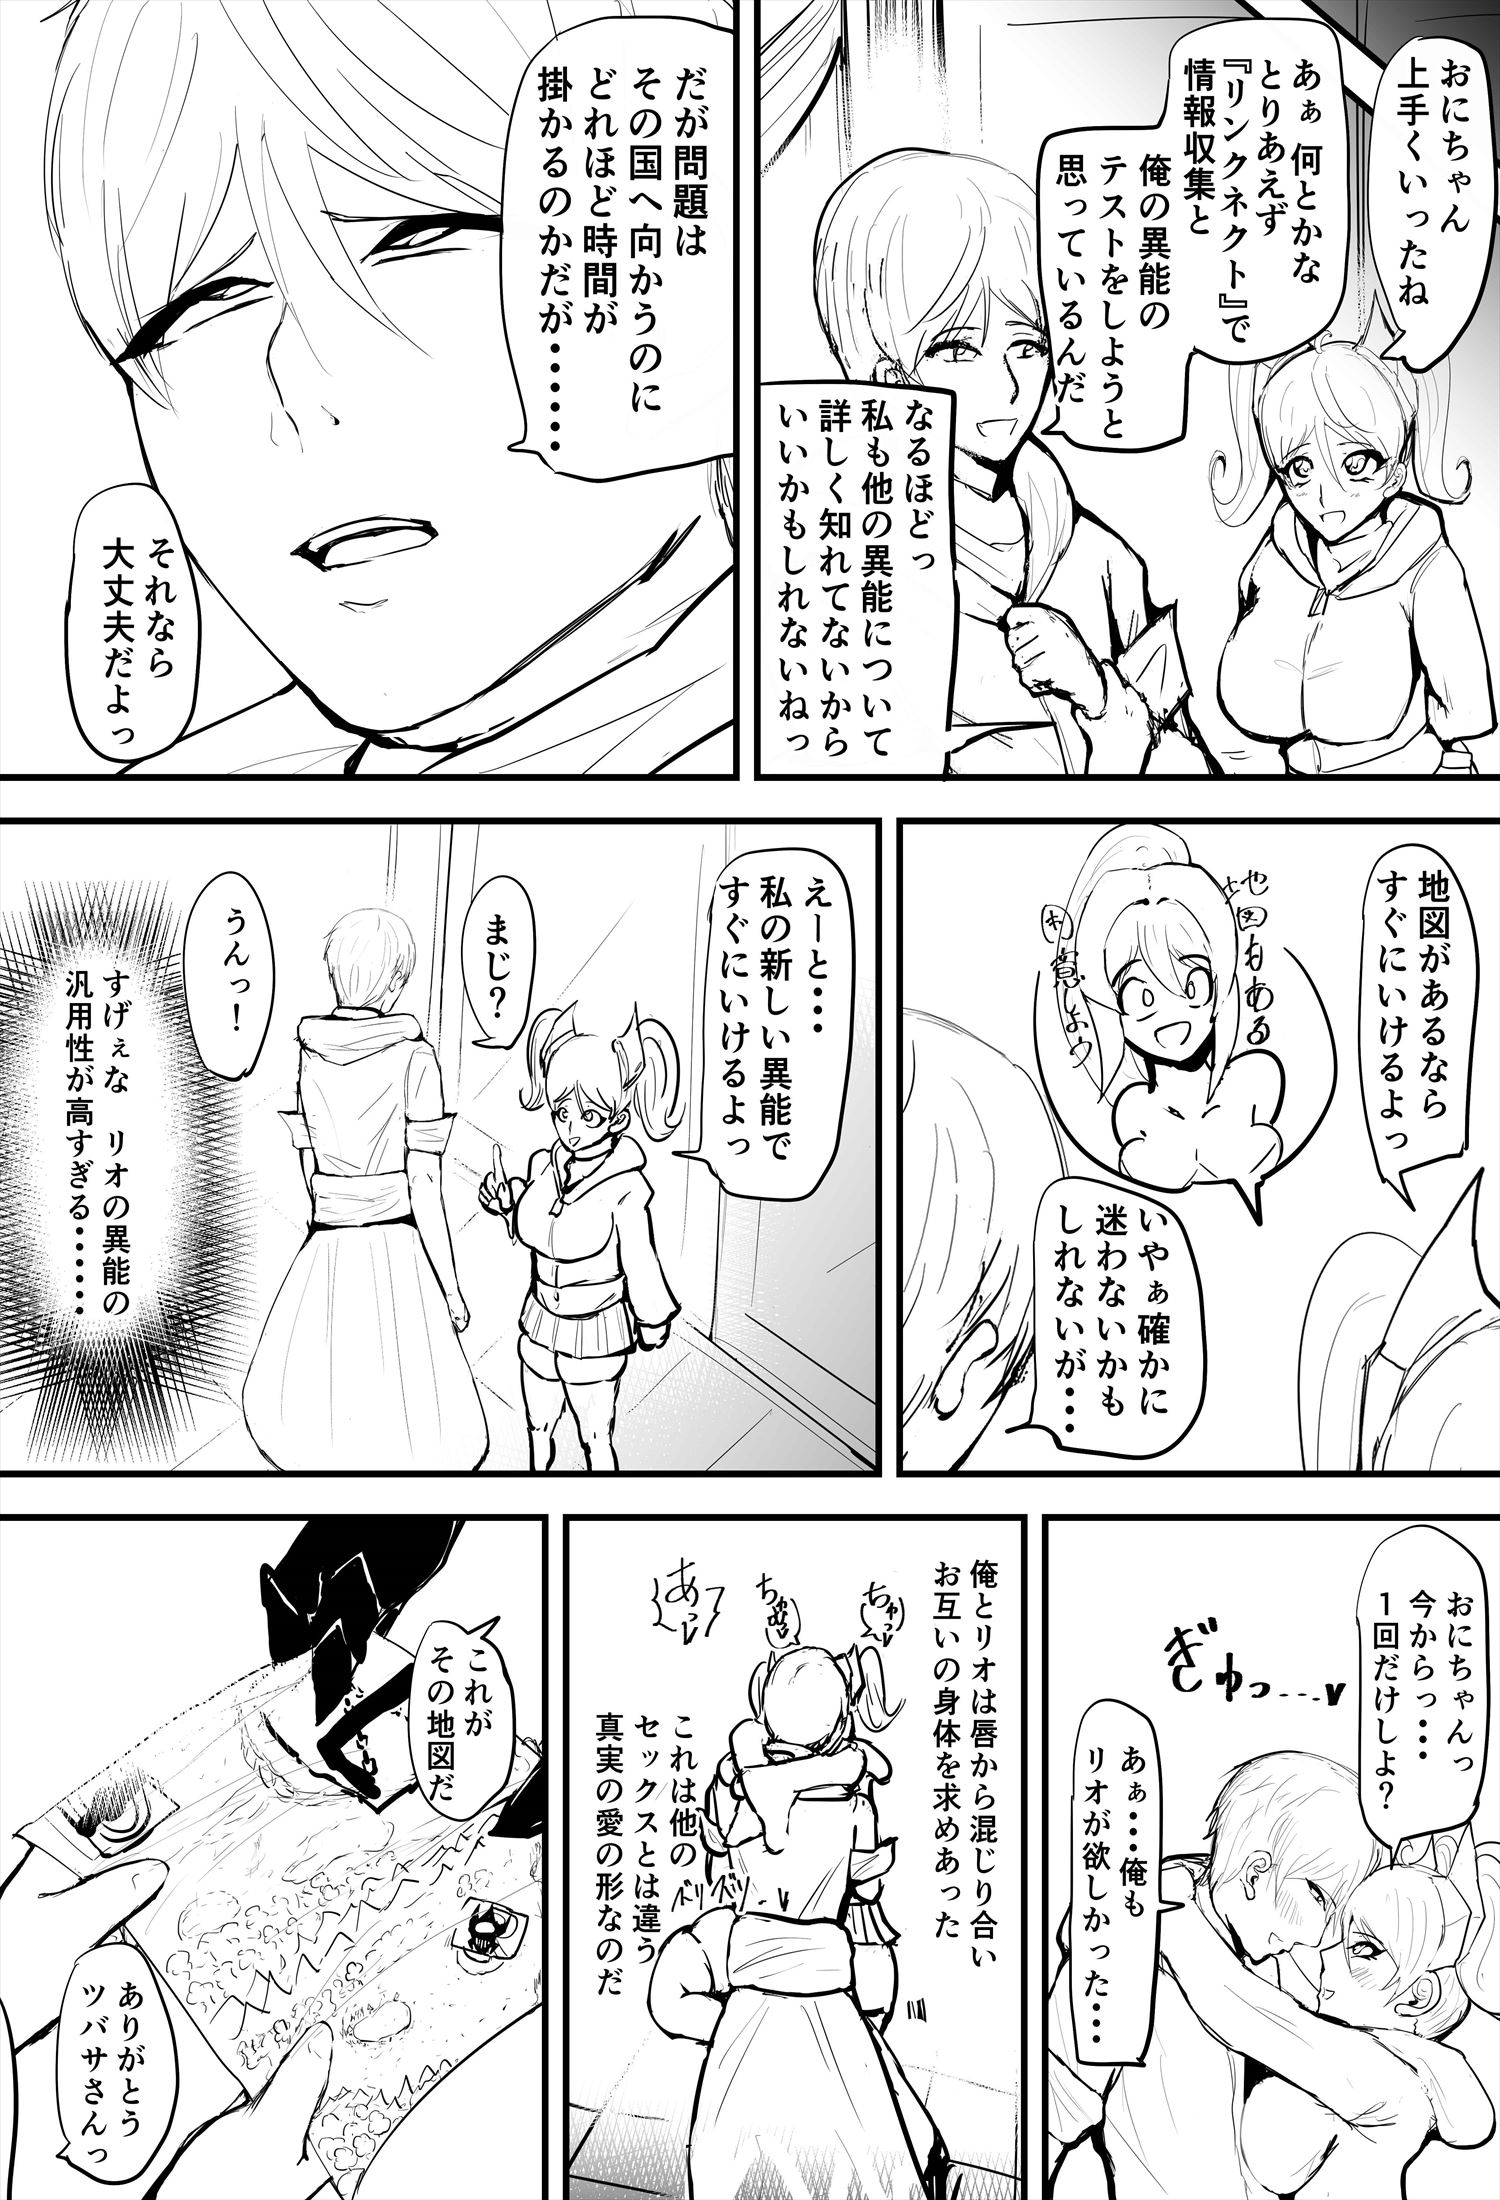 おにちゃん
上手くいったね
あぁ 何とかな
とりあえず
『リンクネクト』で
情報収集と
俺の異能の
テストをしようと
思っているんだ
なるほどっ
私も他の異能について
詳しく知れてないから
いいかもしれないねっ
だが問題は
その国へ向かうのに
どれほど時間が
掛かるのかだが・・・・・・
それなら
大丈夫だよっ
地図があるなら
すぐにいけるよっ
地図もある
用意しよう
いやぁ確かに
迷わないかも
しれないが・・・・
えーと・・・
私の新しい異能で
すぐにいけるよっ
まじ？
うんっ！
すげぇな リオの異能の
汎用性が高すぎる・・・・・・
おにちゃんっ
今からっ・・・
１回だけしよ？
ぎゅっ...
あぁ・・・俺も
リオが欲しかった・・・・
俺とリオは唇から混じり合い
お互いの身体を求めあった
ちゅっ
あっ
これは他の
セックスとは違う
真実の愛の形なのだ
ズリズリ
これが
その地図だ
ありがとう
ツバサさんっ